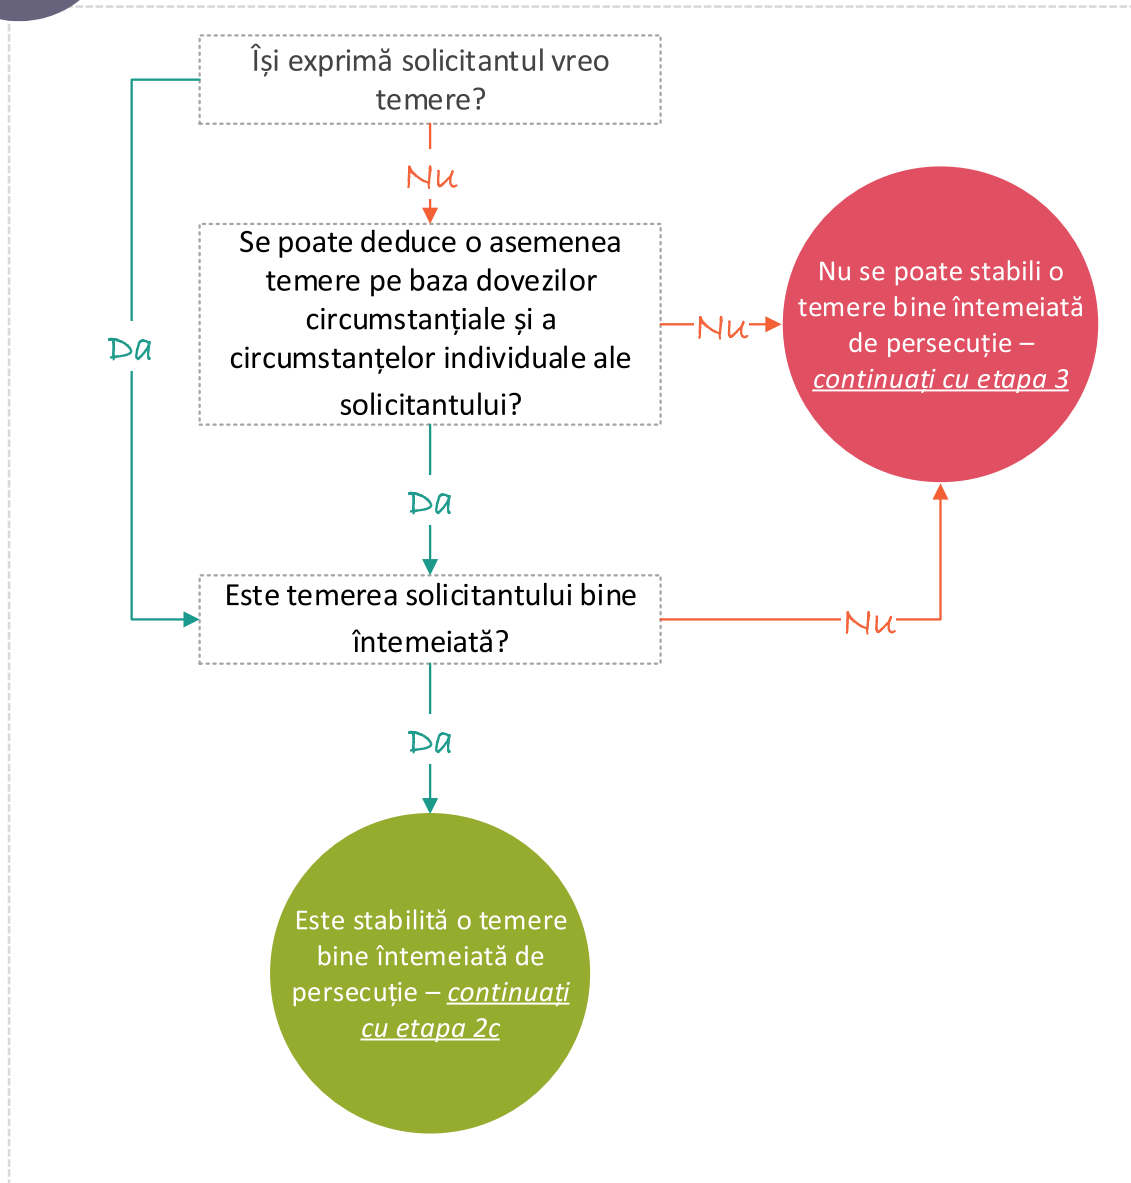 Își exprimă solicitantul vreo
temere?
Nu
Se poate deduce o asemenea
temere pe baza dovezilor
circumstanțiale și a
circumstanțelor individuale ale
solicitantului?
Nu
Nu se poate stabili o
temere bine întemeiată
de persecuție –
continuați cu etapa 3
Da
Da
Este temerea solicitantului bine
întemeiată?
Nu
Da
Este stabilită o temere
bine întemeiată de
persecuție – continuați
cu etapa 2c